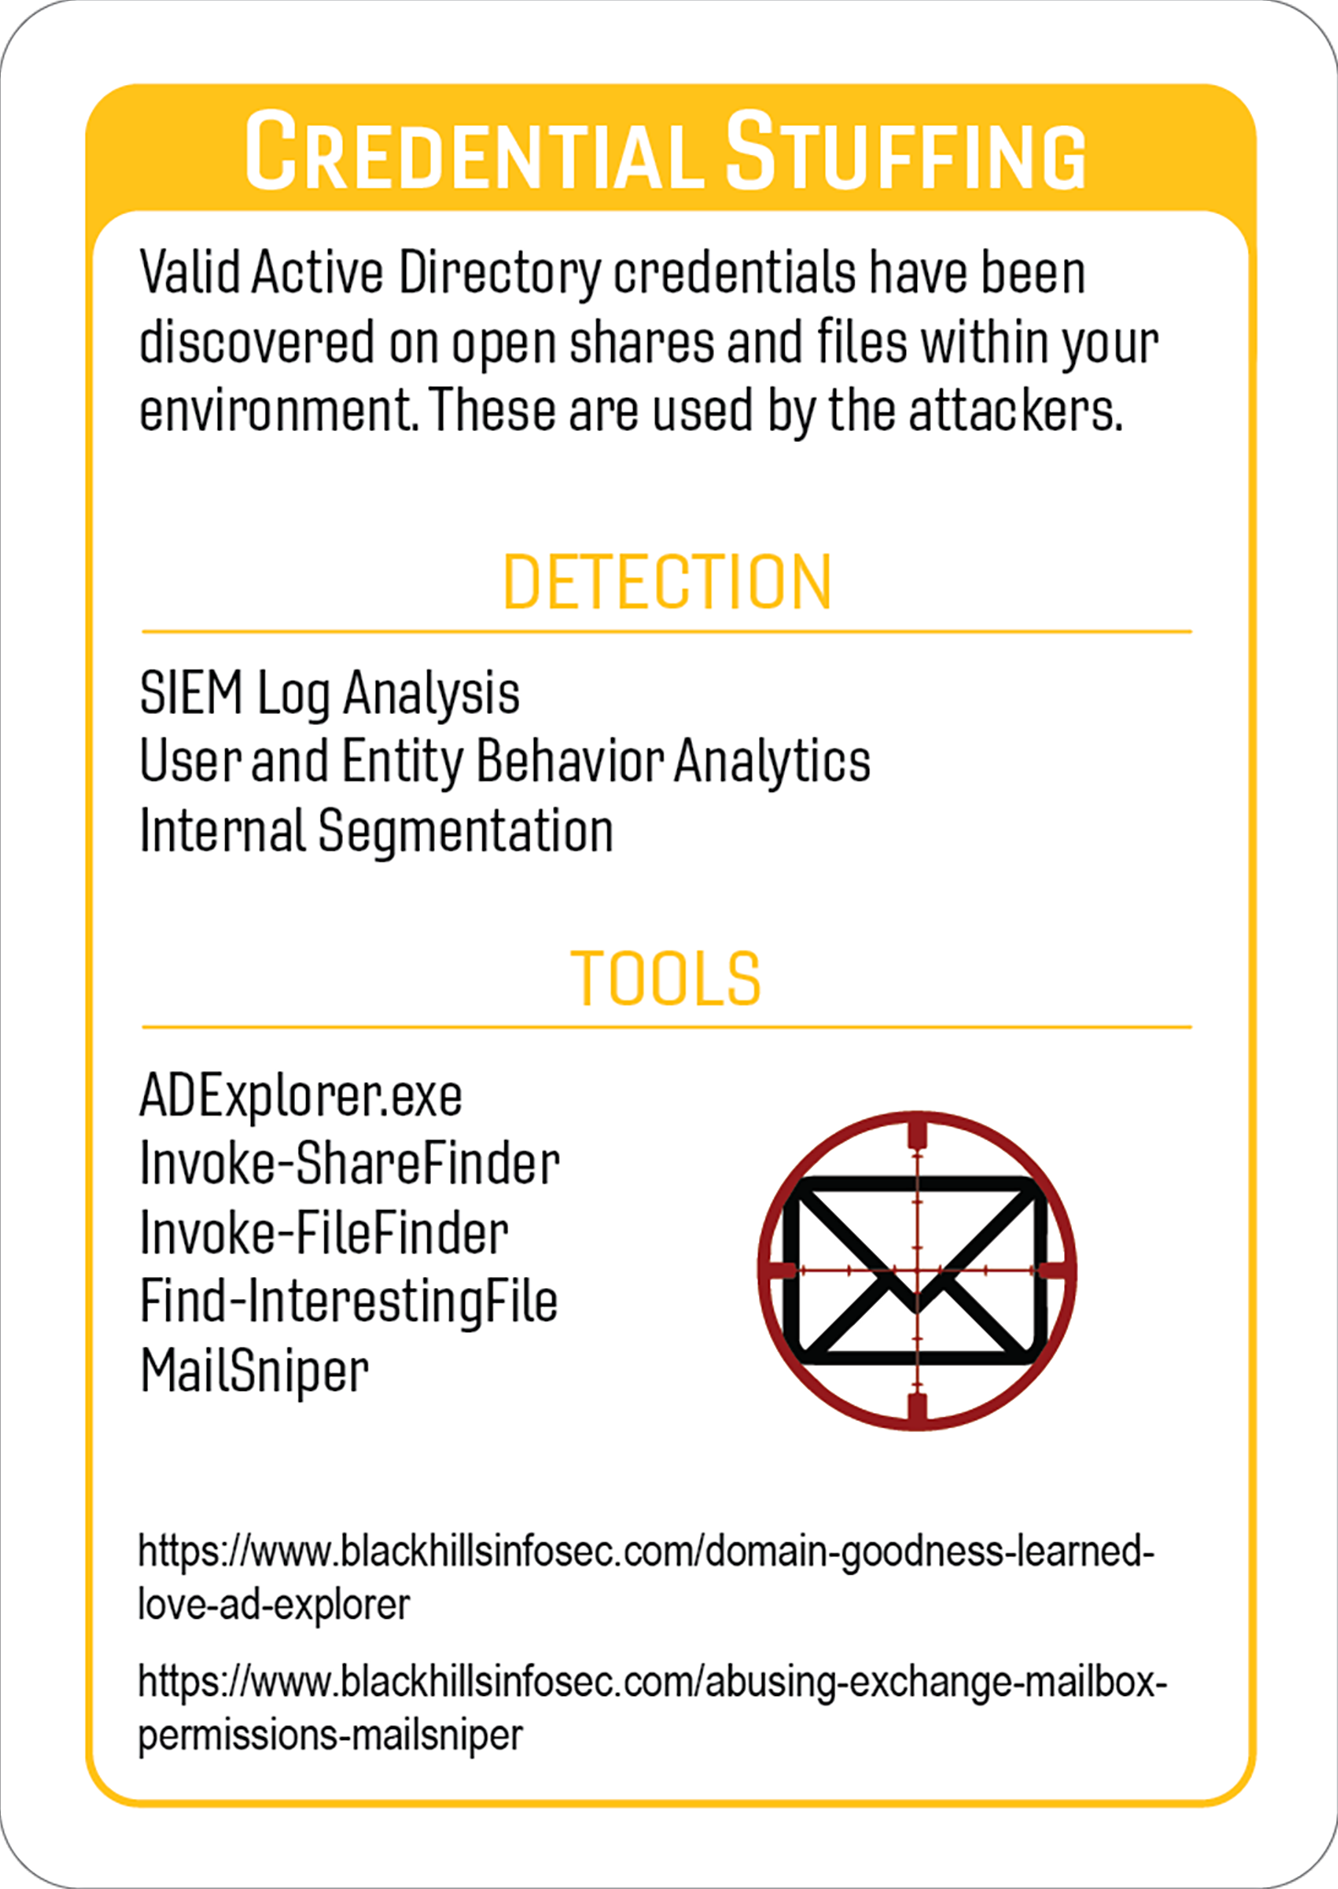 CREDENTIAL STUFFING
Valid Active Directory credentials have been
discovered on open shares and files within your
environment. These are used by the attackers.
DETECTION
SIEM Log Analysis
User and Entity Behavior Analytics
Internal Segmentation
TOOLS
ADExplorer.exe
Invoke-ShareFinder
Invoke-FileFinder
Find-InterestingFile
MailSniper
https://www.blackhillsinfosec.com/domain-goodness-learned-
love-ad-explorer
https://www.blackhillsinfosec.com/abusing-exchange-mailbox-
permissions-mailsniper